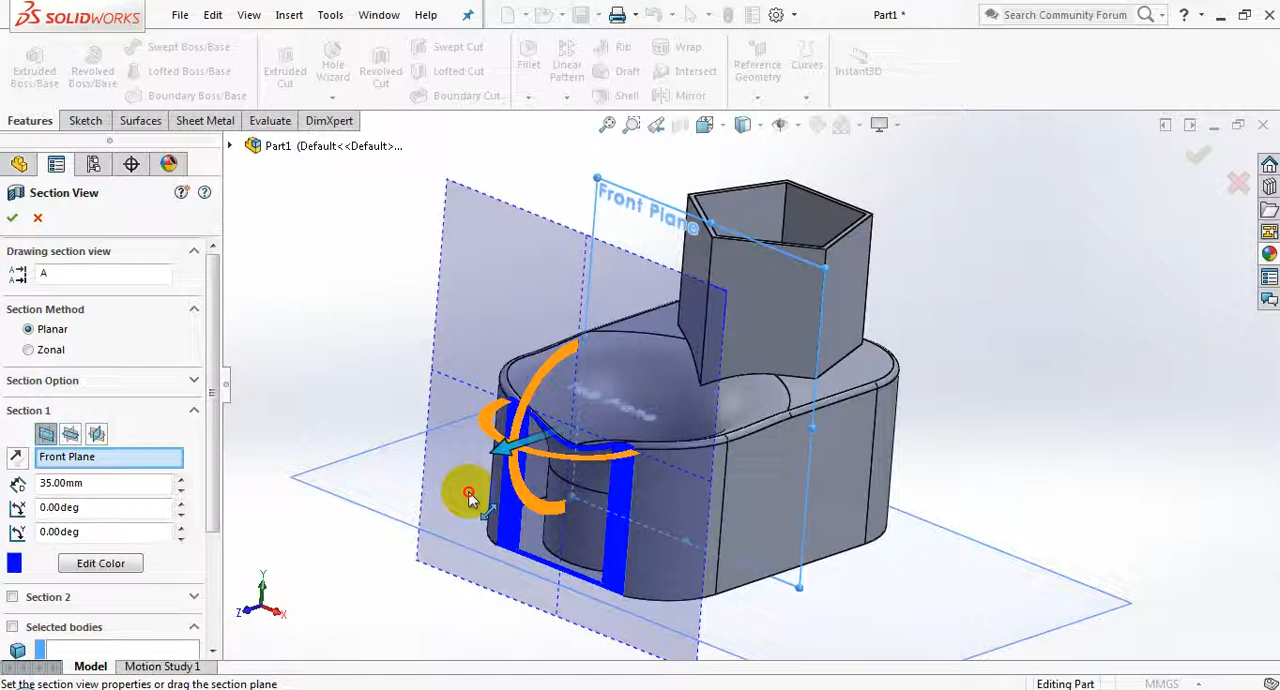 SOLIDWORKS File Edit View Insert Tools Window Help Part1 * Search Community Forum ?
Extruded Boss/Base Revolved Boss/Base Swept Boss/Base Lofted Boss/Base Boundary Boss/Base Extruded Cut Hole Wizard Revolved Cut Swept Cut Lofted Cut Boundary Cut Fillet Linear Pattern Rib Draft Shell Wrap Intersect Mirror Reference Geometry Curves Instant3D
Features Sketch Surfaces Sheet Metal Evaluate DimXpert
Part1 (Default<<Default>...
Section View
Front Plane
Drawing section view
A
Section Method
Planar
Zonal
Section Option
Section 1
Front Plane
35.00mm
0.00deg
0.00deg
Edit Color
Section 2
Selected bodies
Y
Z X
Model Motion Study 1
Set the section view properties or drag the section plane Editing Part MMGS